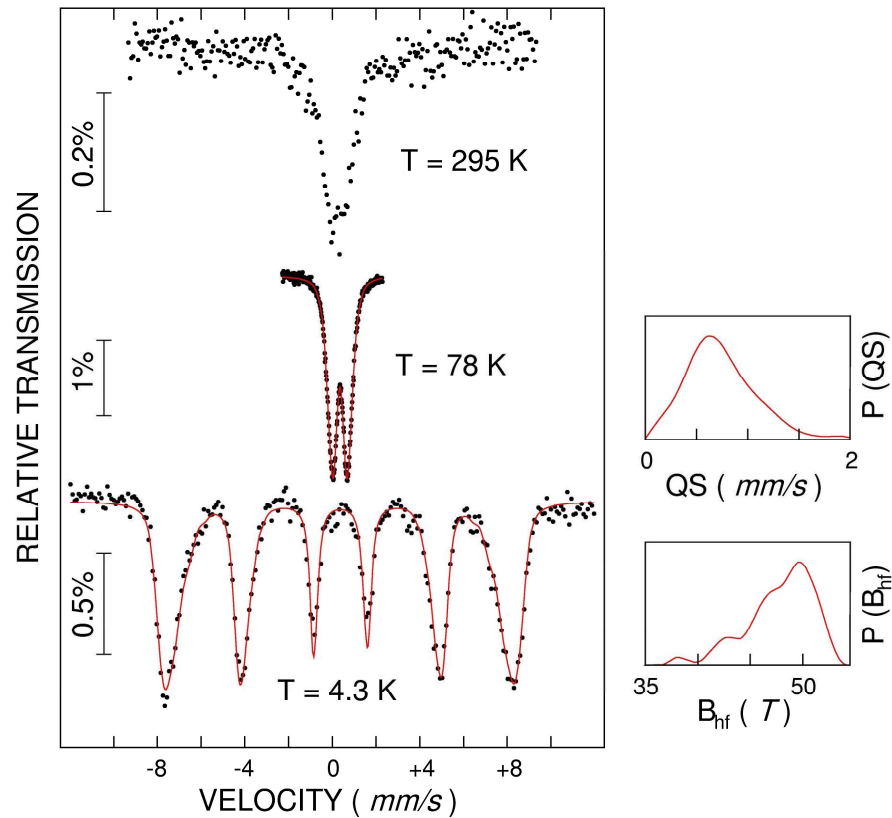 RELATIVE TRANSMISSION
0.2%
T = 295 K
1%
T = 78 K
0.5%
T = 4.3 K
-8 -4 0 +4 +8
VELOCITY ( mm/s )
P (QS)
0 2
QS ( mm/s )
P (Bhf)
35 50
Bhf ( T )